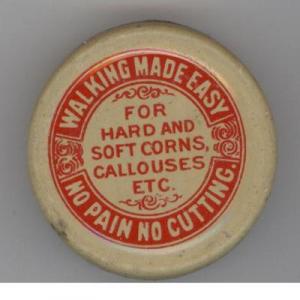 WALKING MADE EASY
FOR
HARD AND
SOFT CORNS,
CALLOUSES
ETC.
NO PAIN NO CUTTING.